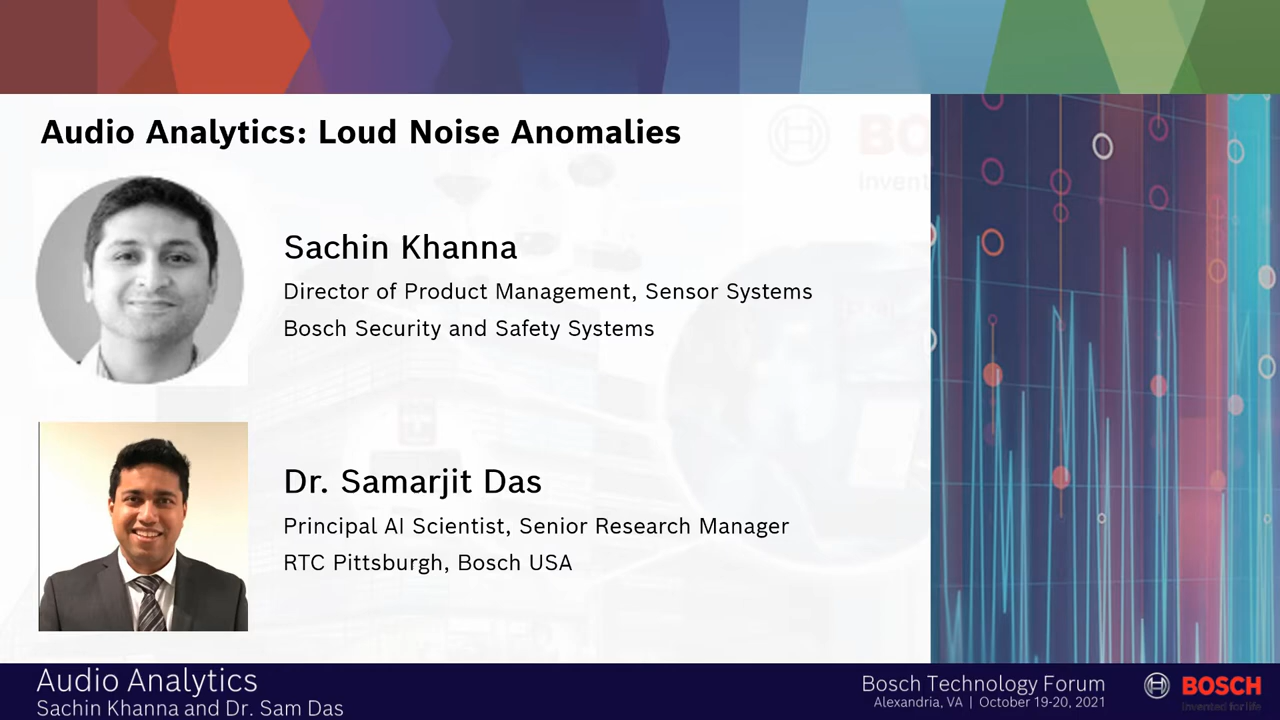 BO
invent
Audio Analytics: Loud Noise Anomalies
Sachin Khanna
Director of Product Management, Sensor Systems
Bosch Security and Safety Systems
Dr. Samarjit Das
Principal AI Scientist, Senior Research Manager
RTC Pittsburgh, Bosch USA
Audio Analytics
Sachin Khanna and Dr. Sam Das
Bosch Technology Forum
Alexandria, VA | October 19-20, 2021
BOSCH
Invented for life